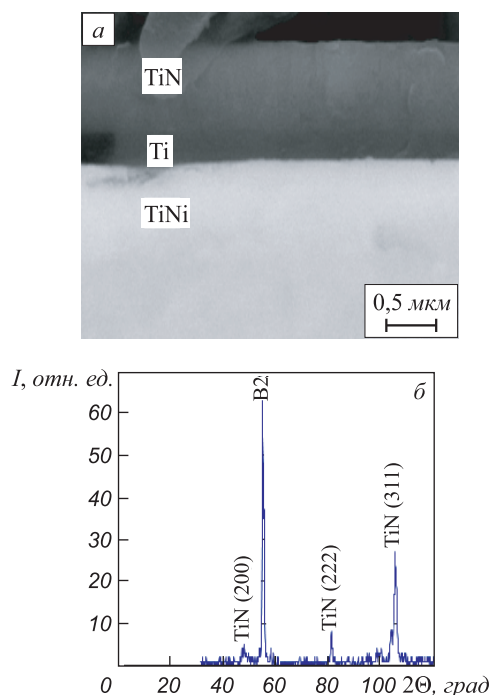 а
TiN
Ti
TiNi
0,5 мкм
I, отн. ед.
б
B2
60
50
40
30
20
10
TiN (200)
TiN (222)
TiN (311)
0 20 40 60 80 100 2Θ, град